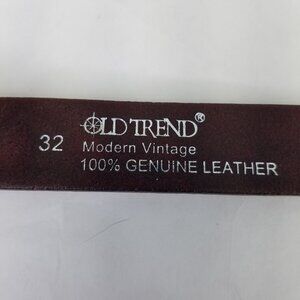 OLD TREND®
32 Modern Vintage
100% GENUINE LEATHER